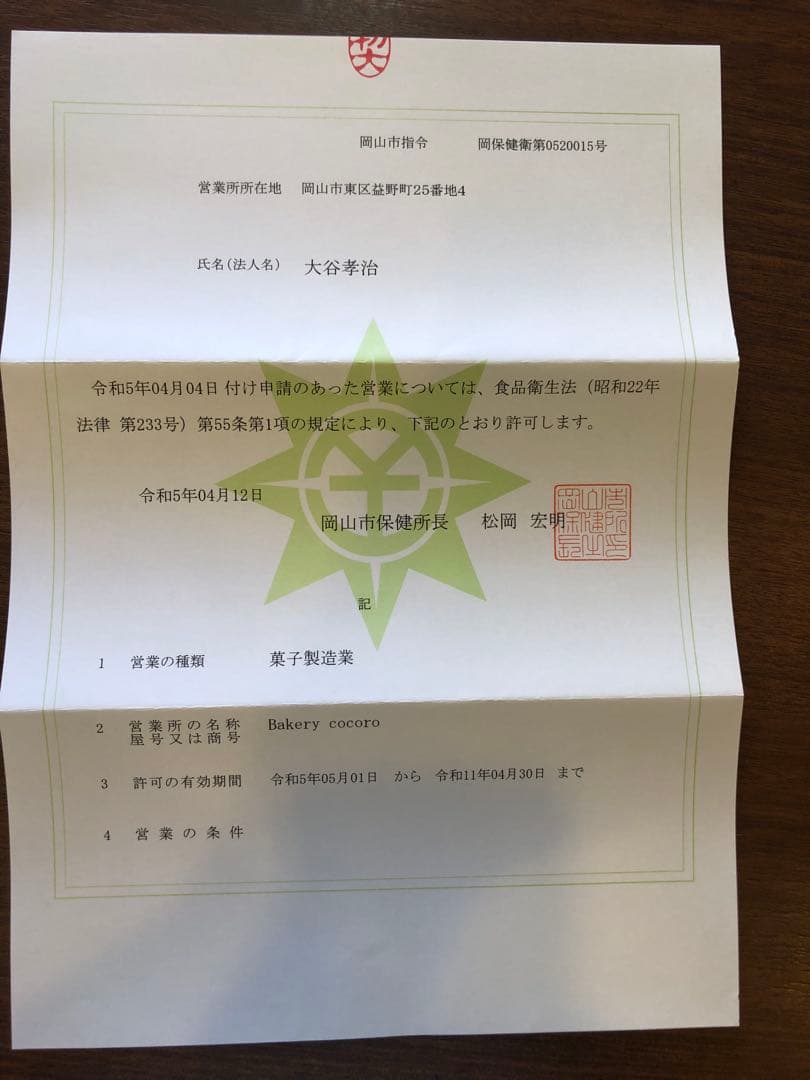 岡山市指令 岡保健衛第0520015号
営業所所在地 岡山市東区益野町25番地4
氏名(法人名) 大谷孝治
令和5年04月04日 付け申請のあった営業については、食品衛生法(昭和22年
法律 第233号)第55条第1項の規定により、下記のとおり許可します。
令和5年04月12日
岡山市保健所長 松岡 宏明
岡山市保健所長之印
記
1 営業の種類 菓子製造業
2 営業所の名称 Bakery cocoro
屋号又は商号
3 許可の有効期間 令和5年05月01日 から 令和11年04月30日 まで
4 営業の条件